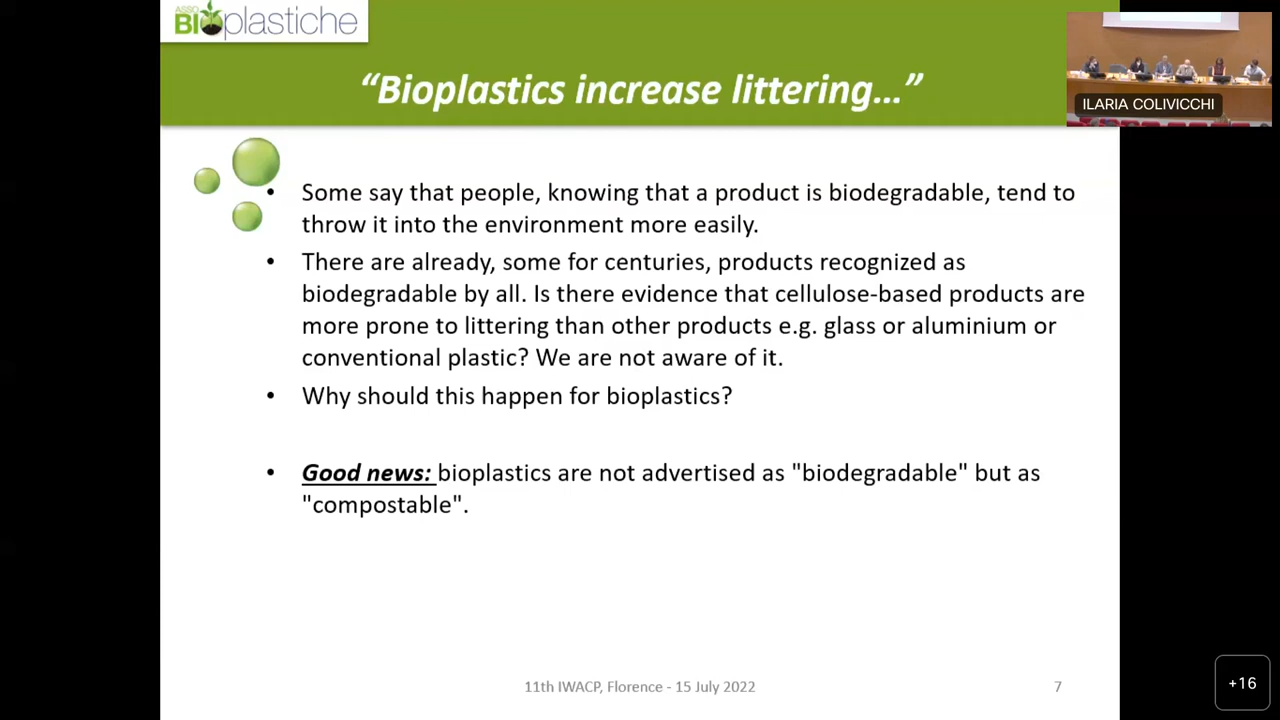 ASSO
BIoplastiche
“Bioplastics increase littering...”
ILARIA COLIVICCHI
• Some say that people, knowing that a product is biodegradable, tend to
throw it into the environment more easily.
• There are already, some for centuries, products recognized as
biodegradable by all. Is there evidence that cellulose-based products are
more prone to littering than other products e.g. glass or aluminium or
conventional plastic? We are not aware of it.
• Why should this happen for bioplastics?
• Good news: bioplastics are not advertised as "biodegradable" but as
"compostable".
11th IWACP, Florence - 15 July 2022
7
+16